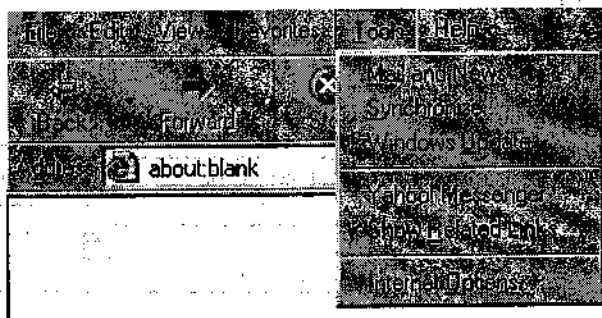 File Edit View Favorites Tools Help
Back Forward
Address about:blank
Mail and News
Synchronize
Windows Update
Yahoo! Messenger
Show Related Links
Internet Options...